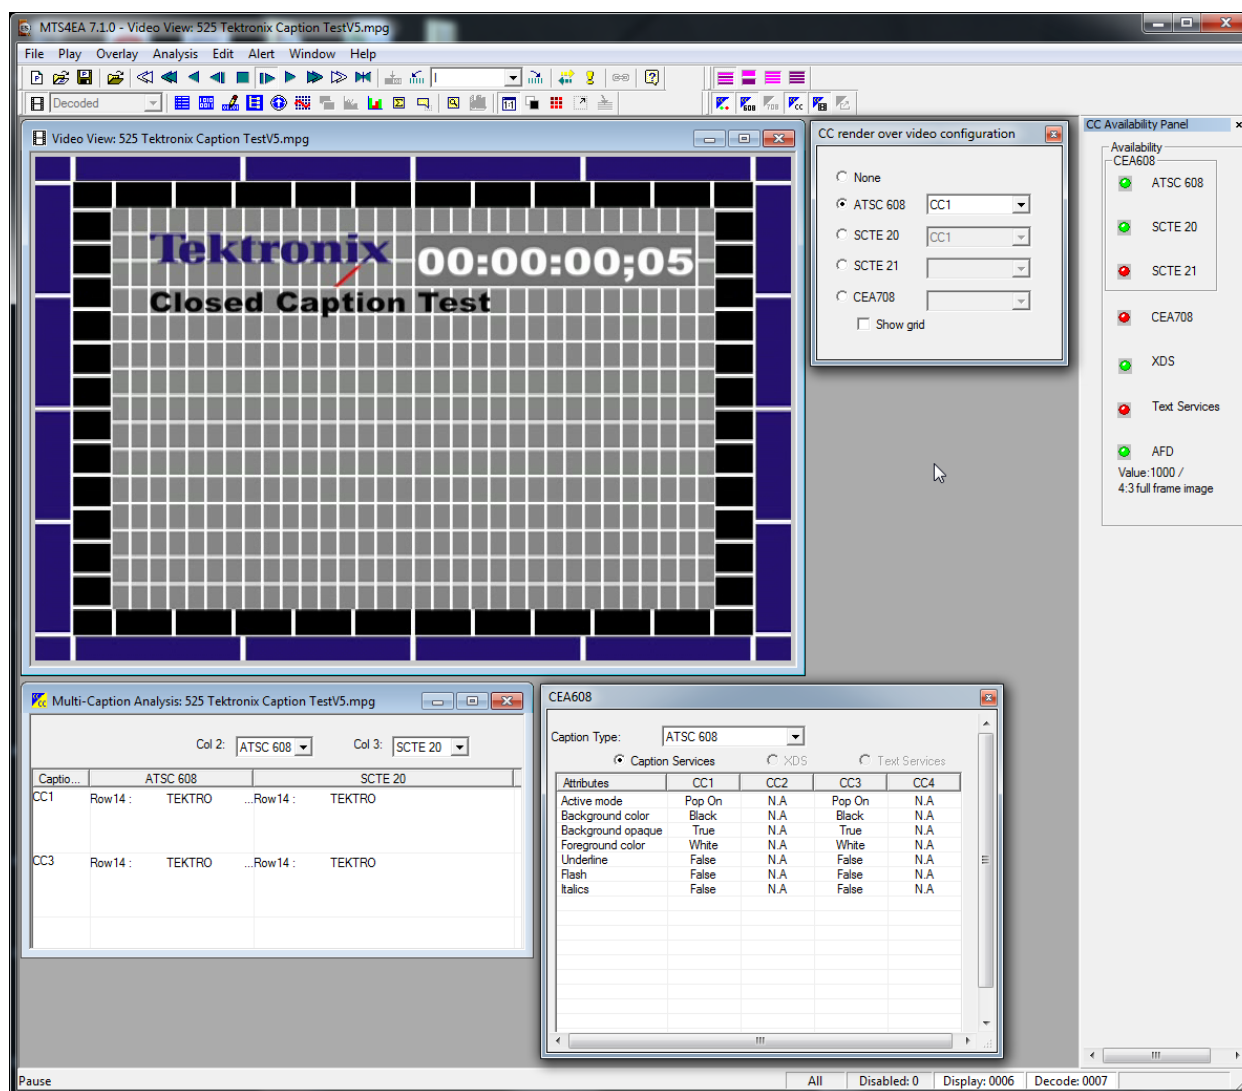 MTS4EA 7.1.0 - Video View: 525 Tektronix Caption TestV5.mpg
File Play Overlay Analysis Edit Alert Window Help
Decoded
Video View: 525 Tektronix Caption TestV5.mpg
Tektronix
00:00:00;05
Closed Caption Test
CC render over video configuration
None
ATSC 608 CC1
SCTE 20 CC1
SCTE 21
CEA708
Show grid
CC Availability Panel
Availability
CEA608
ATSC 608
SCTE 20
SCTE 21
CEA708
XDS
Text Services
AFD
Value:1000 /
4:3 full frame image
Multi-Caption Analysis: 525 Tektronix Caption TestV5.mpg
Col 2: ATSC 608 Col 3: SCTE 20
Captio... ATSC 608 SCTE 20
CC1 Row14 : TEKTRO ...Row14 : TEKTRO
CC3 Row14 : TEKTRO ...Row14 : TEKTRO
CEA608
Caption Type: ATSC 608
Caption Services XDS Text Services
Attributes CC1 CC2 CC3 CC4
Active mode Pop On N.A Pop On N.A
Background color Black N.A Black N.A
Background opaque True N.A True N.A
Foreground color White N.A White N.A
Underline False N.A False N.A
Flash False N.A False N.A
Italics False N.A False N.A
Pause All Disabled: 0 Display: 0006 Decode: 0007